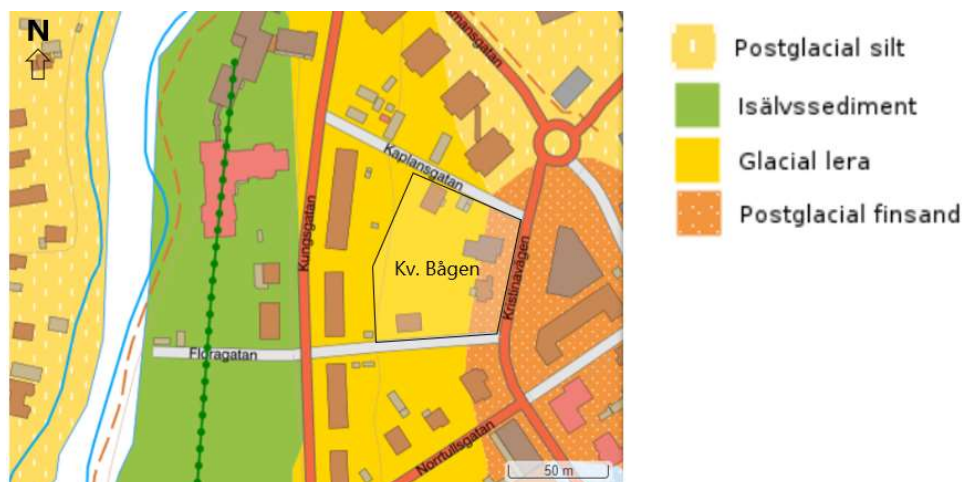 N
Kaplansgatan
Kungsgatan
Kristinavägen
Kv. Bågen
Floragatan
Norrtullsgatan
50 m
Postglacial silt
Isälvssediment
Glacial lera
Postglacial finsand